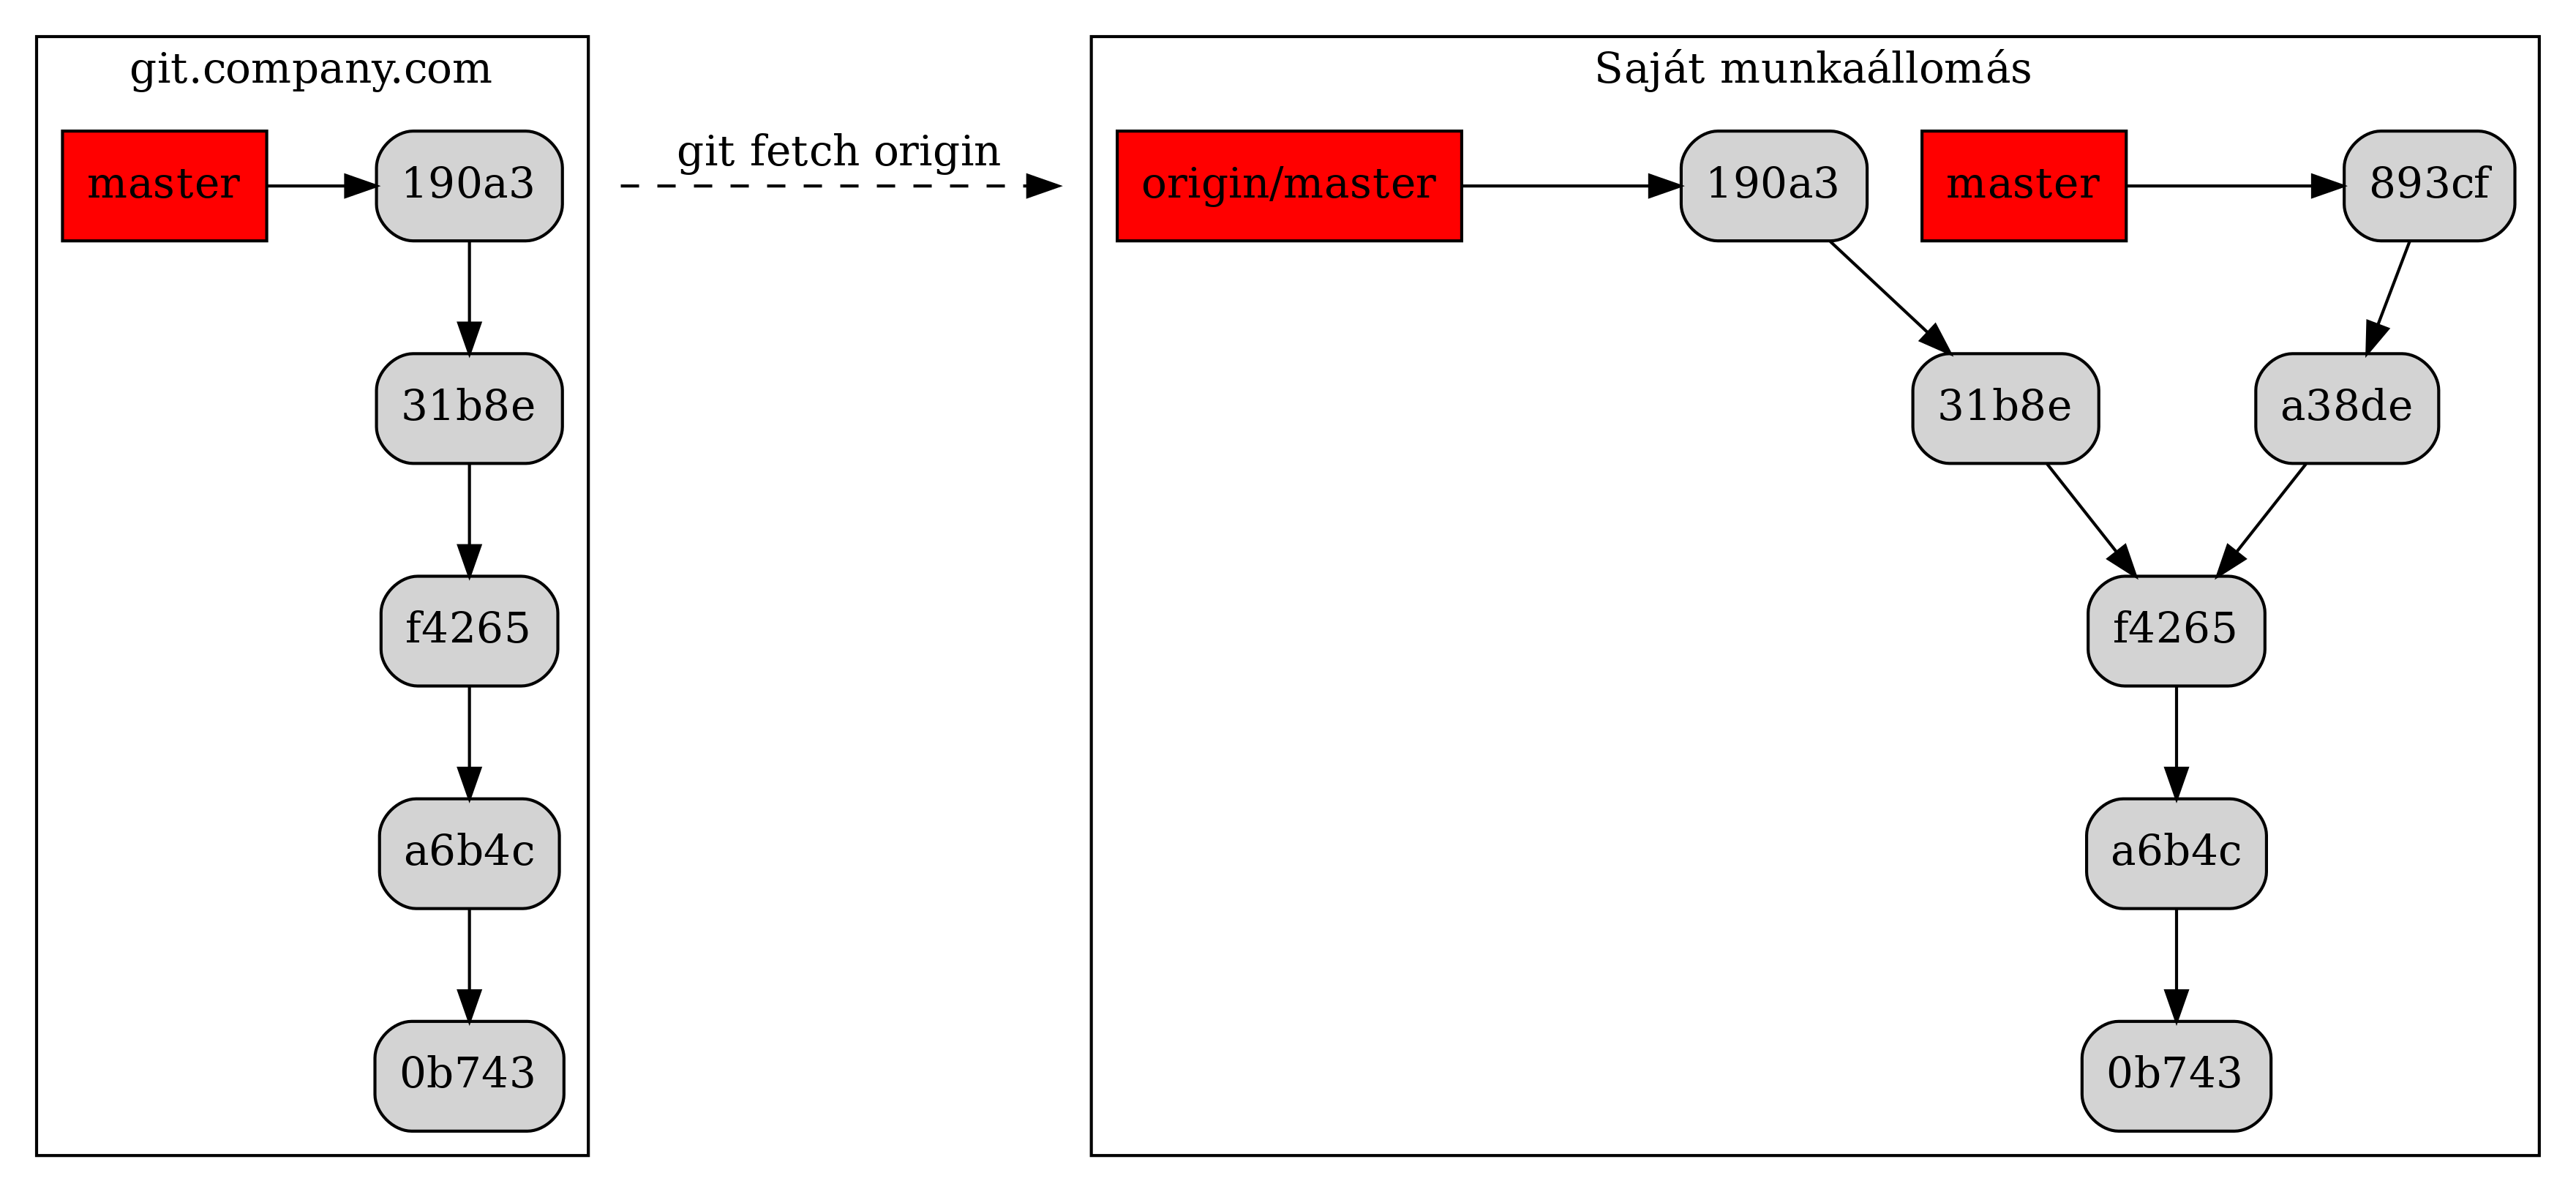 git.company.com
master
190a3
31b8e
f4265
a6b4c
0b743
git fetch origin
Saját munkaállomás
origin/master
190a3
master
893cf
31b8e
a38de
f4265
a6b4c
0b743